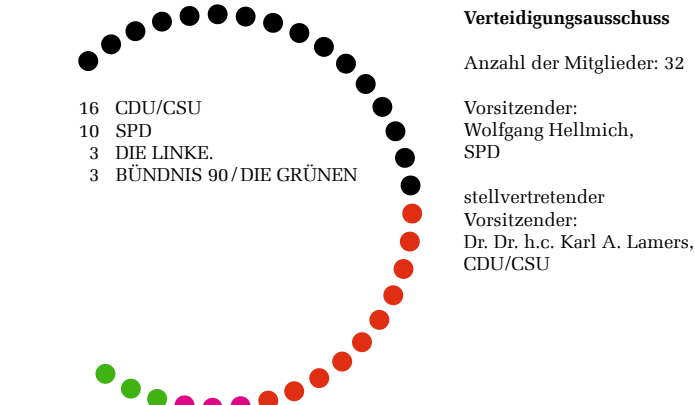 16 CDU/CSU
10 SPD
3 DIE LINKE.
3 BÜNDNIS 90/DIE GRÜNEN
Verteidigungsausschuss
Anzahl der Mitglieder: 32
Vorsitzender:
Wolfgang Hellmich,
SPD
stellvertretender
Vorsitzender:
Dr. Dr. h.c. Karl A. Lamers,
CDU/CSU